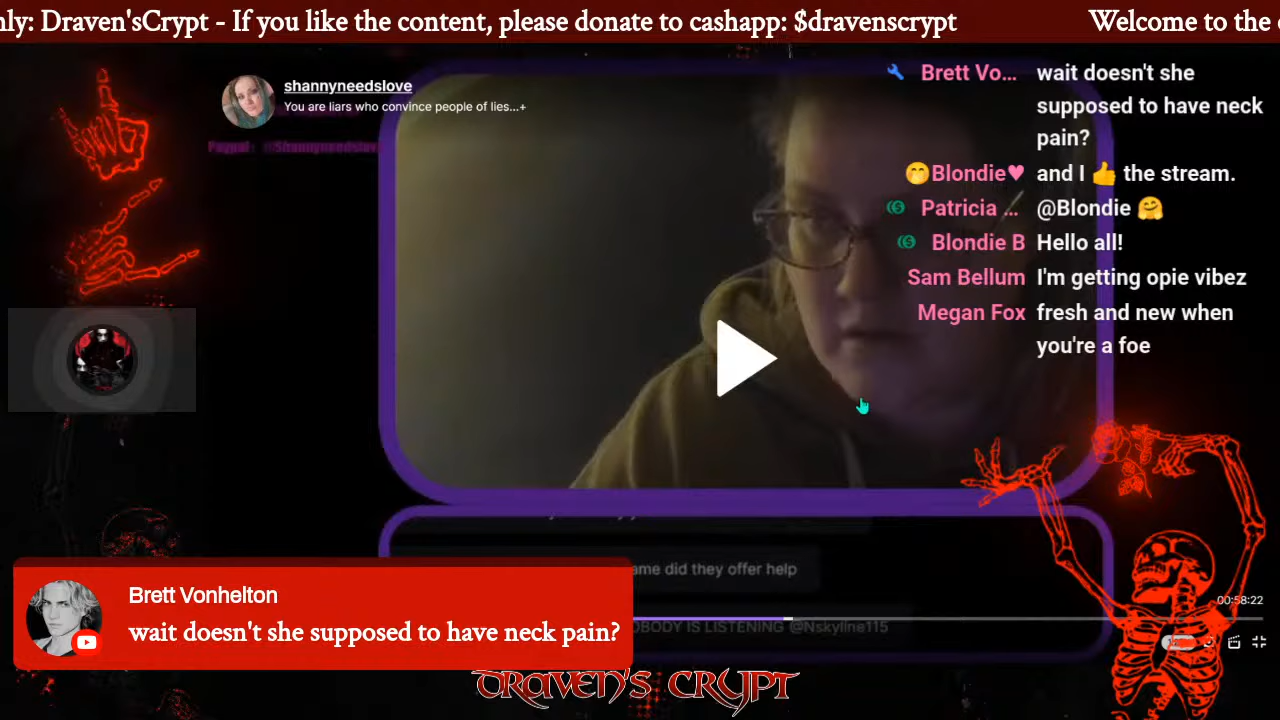 nly: Draven'sCrypt - If you like the content, please donate to cashapp: $dravenscrypt
Welcome to the
shannyneedslove
You are liars who convince people of lies...+
Paypal: @Shannyneedslov
Brett Vo... wait doesn't she
supposed to have neck
pain?
🤭Blondie♥ and I 👍 the stream.
Patricia ... @Blondie 🤗
Blondie B Hello all!
Sam Bellum I'm getting opie vibez
Megan Fox fresh and new when
you're a foe
ame did they offer help
00:58:22
OBODY IS LISTENING @Nskyline115
Brett Vonhelton
wait doesn't she supposed to have neck pain?
DRAVEN'S CRYPT